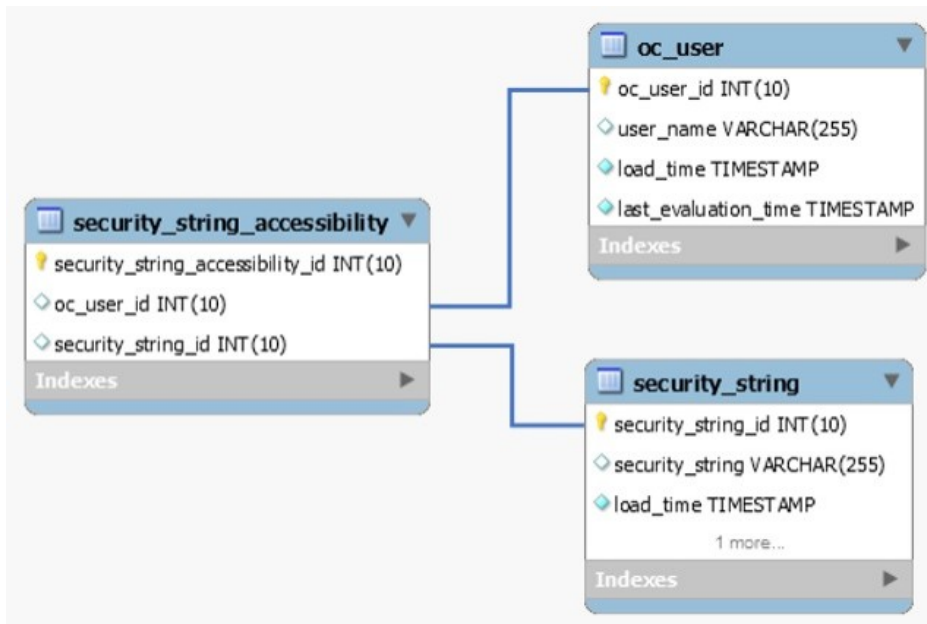 oc_user
oc_user_id INT(10)
user_name VARCHAR(255)
load_time TIMESTAMP
last_evaluation_time TIMESTAMP
Indexes
security_string_accessibility
security_string_accessibility_id INT(10)
oc_user_id INT(10)
security_string_id INT(10)
Indexes
security_string
security_string_id INT(10)
security_string VARCHAR(255)
load_time TIMESTAMP
1 more...
Indexes